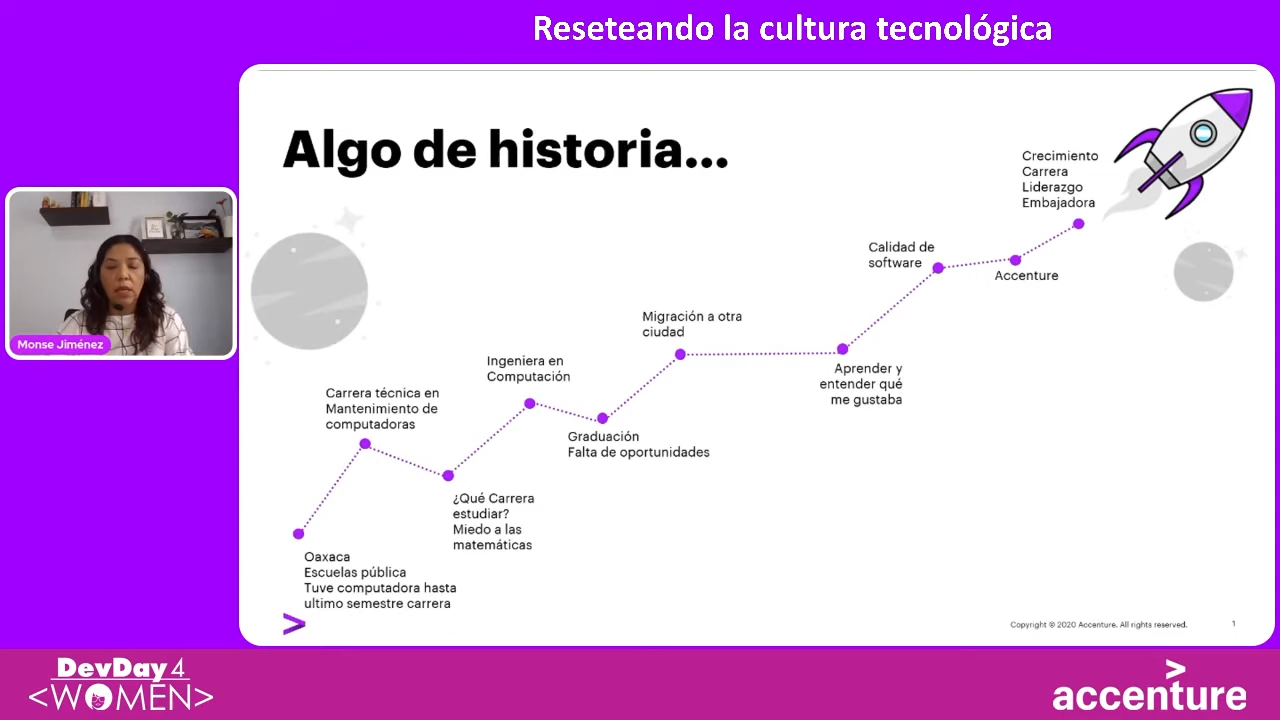 Reseteando la cultura tecnológica
Algo de historia...
Monse Jiménez
Oaxaca
Escuelas pública
Tuve computadora hasta
ultimo semestre carrera
Carrera técnica en
Mantenimiento de
computadoras
¿Qué Carrera
estudiar?
Miedo a las
matemáticas
Ingeniera en
Computación
Graduación
Falta de oportunidades
Migración a otra
ciudad
Aprender y
entender qué
me gustaba
Calidad de
software
Accenture
Crecimiento
Carrera
Liderazgo
Embajadora
Copyright © 2020 Accenture. All rights reserved.
1
DevDay4
<WOMEN>
accenture